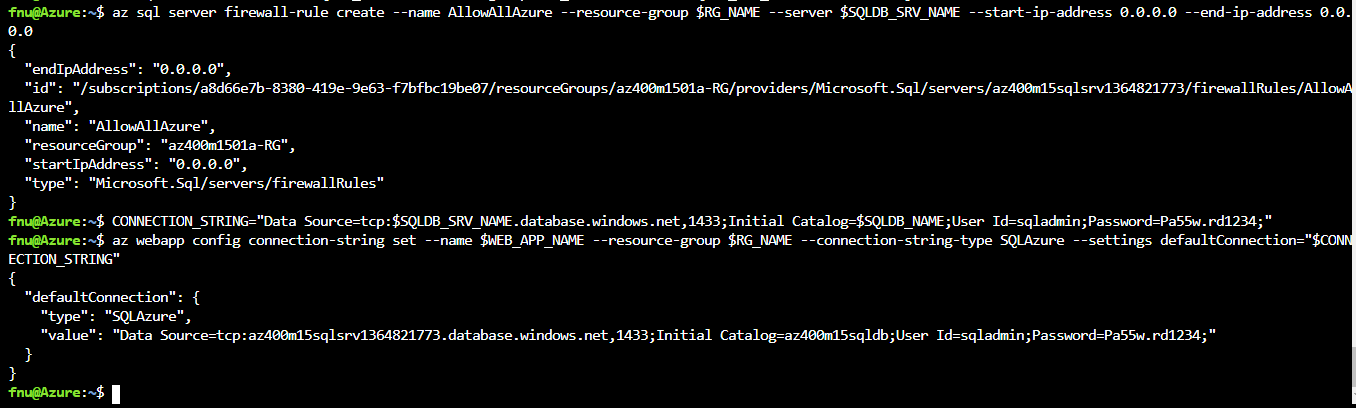 fnu@Azure:~$ az sql server firewall-rule create --name AllowAllAzure --resource-group $RG_NAME --server $SQLDB_SRV_NAME --start-ip-address 0.0.0.0 --end-ip-address 0.0.
0.0
{
  "endIpAddress": "0.0.0.0",
  "id": "/subscriptions/a8d66e7b-8380-419e-9e63-f7bfbc19be07/resourceGroups/az400m1501a-RG/providers/Microsoft.Sql/servers/az400m15sqlsrv1364821773/firewallRules/AllowA
llAzure",
  "name": "AllowAllAzure",
  "resourceGroup": "az400m1501a-RG",
  "startIpAddress": "0.0.0.0",
  "type": "Microsoft.Sql/servers/firewallRules"
}
fnu@Azure:~$ CONNECTION_STRING="Data Source=tcp:$SQLDB_SRV_NAME.database.windows.net,1433;Initial Catalog=$SQLDB_NAME;User Id=sqladmin;Password=Pa55w.rd1234;"
fnu@Azure:~$ az webapp config connection-string set --name $WEB_APP_NAME --resource-group $RG_NAME --connection-string-type SQLAzure --settings defaultConnection="$CONN
ECTION_STRING"
{
  "defaultConnection": {
    "type": "SQLAzure",
    "value": "Data Source=tcp:az400m15sqlsrv1364821773.database.windows.net,1433;Initial Catalog=az400m15sqldb;User Id=sqladmin;Password=Pa55w.rd1234;"
  }
}
fnu@Azure:~$